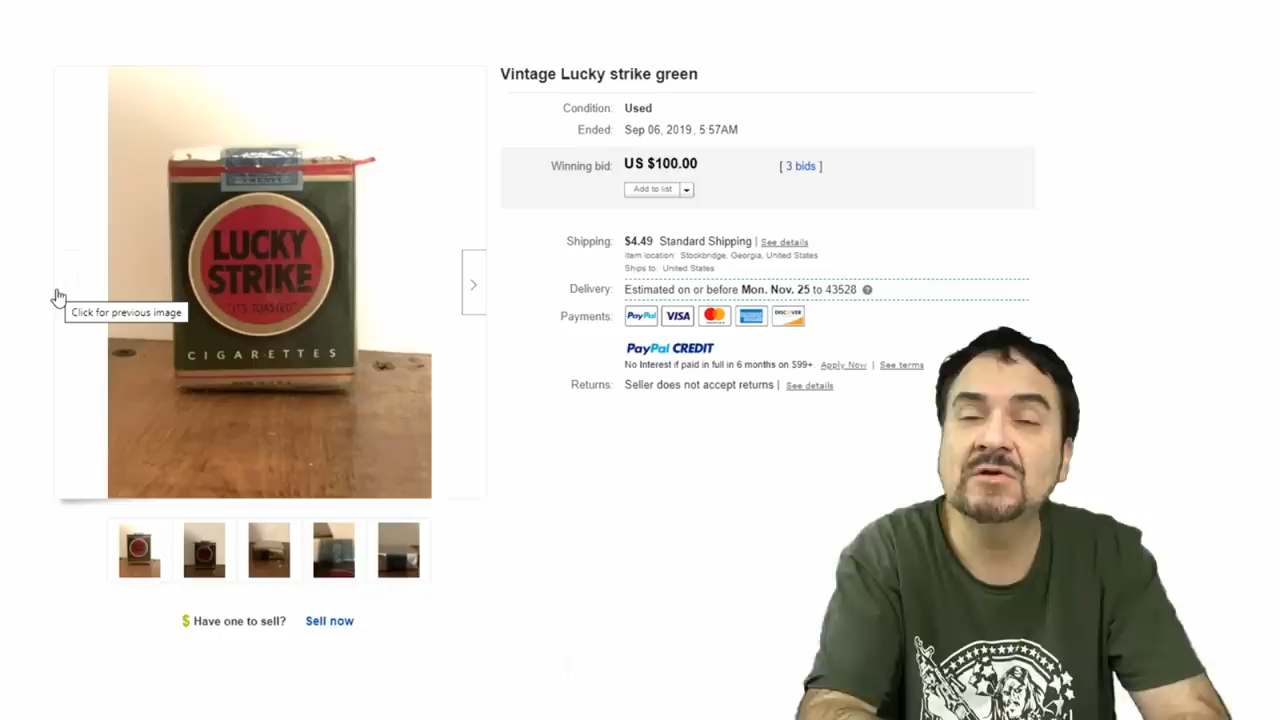 Vintage Lucky strike green
Condition: Used
Ended: Sep 06, 2019, 5:57AM
Winning bid: US $100.00 [ 3 bids ]
Add to list
Shipping: $4.49 Standard Shipping | See details
Item location: Stockbridge, Georgia, United States
Ships to: United States
Delivery: Estimated on or before Mon. Nov. 25 to 43528
Payments: PayPal VISA MasterCard DISCOVER
PayPal CREDIT
No Interest if paid in full in 6 months on $99+. Apply Now | See terms
Returns: Seller does not accept returns | See details
LUCKY
STRIKE
"IT'S TOASTED"
CIGARETTES
Click for previous image
$ Have one to sell? Sell now